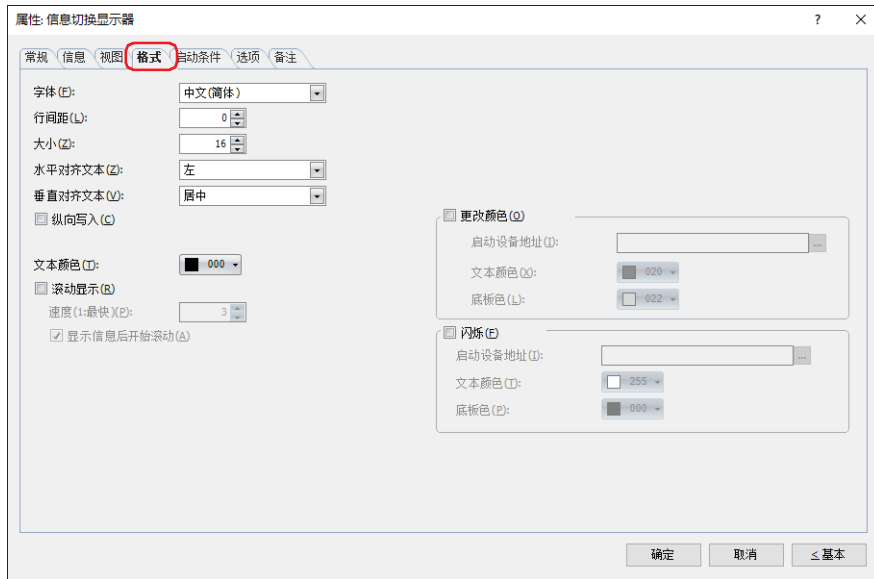 属性: 信息切换显示器 ? ×
常规 信息 视图 格式 启动条件 选项 备注
字体(F): 中文(简体)
行间距(L): 0
大小(Z): 16
水平对齐文本(Z): 左
垂直对齐文本(V): 居中
纵向写入(C)
文本颜色(T): 000
滚动显示(R)
速度(1:最快)(P): 3
显示信息后开始滚动(A)
更改颜色(O)
启动设备地址(I): ...
文本颜色(X): 020
底板色(L): 022
闪烁(F)
启动设备地址(I): ...
文本颜色(T): 255
底板色(P): 000
确定 取消 <基本